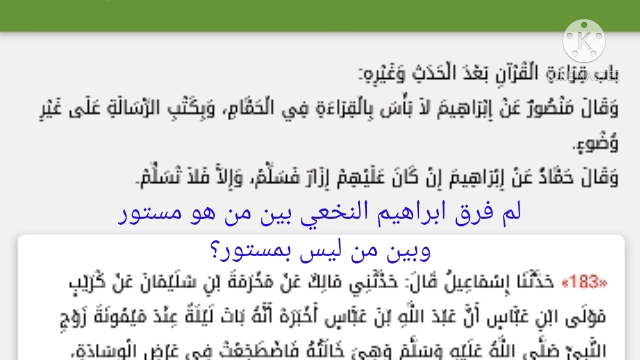 باب قِرَاءَةِ الْقُرْآنِ بَعْدَ الْحَدَثِ وَغَيْرِهِ:
وَقَالَ مَنْصُورٌ عَنْ إِبْرَاهِيمَ لاَ بَأْسَ بِالْقِرَاءَةِ فِي الْحَمَّامِ، وَبِكَتْبِ الرِّسَالَةِ عَلَى غَيْرِ
وُضُوءٍ.
وَقَالَ حَمَّادٌ عَنْ إِبْرَاهِيمَ إِنْ كَانَ عَلَيْهِمْ إِزَارٌ فَسَلِّمْ، وَإِلاَّ فَلاَ تُسَلِّمْ.
لم فرق ابراهيم النخعي بين من هو مستور
وبين من ليس بمستور؟
«183» حَدَّثَنَا إِسْمَاعِيلُ قَالَ: حَدَّثَنِي مَالِكٌ عَنْ مَخْرَمَةَ بْنِ سُلَيْمَانَ عَنْ كُرَيْبٍ
مَوْلَى ابْنِ عَبَّاسٍ أَنَّ عَبْدَ اللَّهِ بْنَ عَبَّاسٍ أَخْبَرَهُ أَنَّهُ بَاتَ لَيْلَةً عِنْدَ مَيْمُونَةَ زَوْجِ
النَّبِيِّ صَلَّى اللَّهُ عَلَيْهِ وَسَلَّمَ وَهِيَ خَالَتُهُ فَاضْطَجَعْتُ فِي عَرْضِ الْوِسَادَةِ،